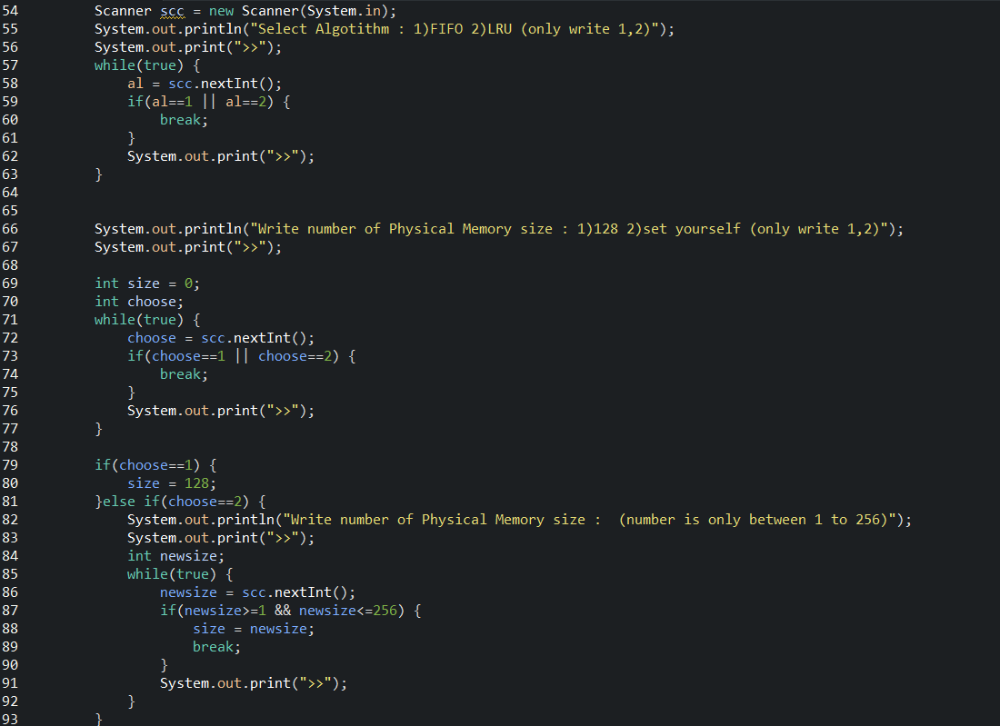 54 Scanner scc = new Scanner(System.in);
55 System.out.println("Select Algotithm : 1)FIFO 2)LRU (only write 1,2)");
56 System.out.print(">>");
57 while(true) {
58 al = scc.nextInt();
59 if(al==1 || al==2) {
60 break;
61 }
62 System.out.print(">>");
63 }
64
65
66 System.out.println("Write number of Physical Memory size : 1)128 2)set yourself (only write 1,2)");
67 System.out.print(">>");
68
69 int size = 0;
70 int choose;
71 while(true) {
72 choose = scc.nextInt();
73 if(choose==1 || choose==2) {
74 break;
75 }
76 System.out.print(">>");
77 }
78
79 if(choose==1) {
80 size = 128;
81 }else if(choose==2) {
82 System.out.println("Write number of Physical Memory size :  (number is only between 1 to 256)");
83 System.out.print(">>");
84 int newsize;
85 while(true) {
86 newsize = scc.nextInt();
87 if(newsize>=1 && newsize<=256) {
88 size = newsize;
89 break;
90 }
91 System.out.print(">>");
92 }
93 }